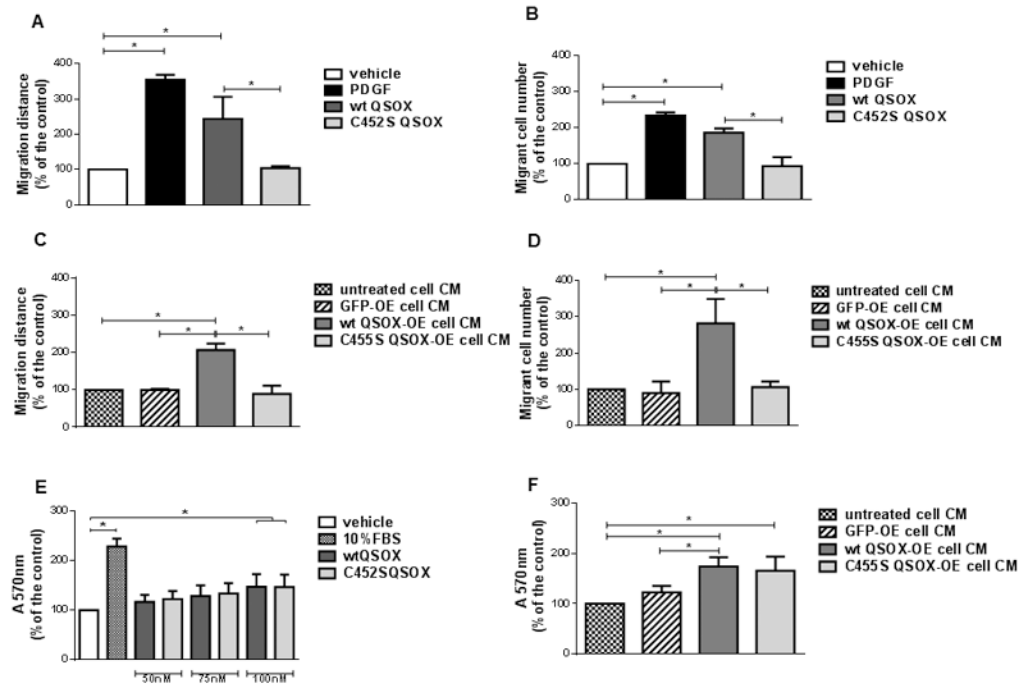 A
Migration distance
(% of the control)
400
300
200
100
0
*
*
*
vehicle
PDGF
wt QSOX
C452S QSOX
B
Migrant cell number
(% of the control)
400
300
200
100
0
*
*
*
vehicle
PDGF
wt QSOX
C452S QSOX
C
Migration distance
(% of the control)
400
300
200
100
0
*
*
*
untreated cell CM
GFP-OE cell CM
wt QSOX-OE cell CM
C455S QSOX-OE cell CM
D
Migrant cell number
(% of the control)
400
300
200
100
0
*
*
*
untreated cell CM
GFP-OE cell CM
wt QSOX-OE cell CM
C455S QSOX-OE cell CM
E
A 570nm
(% of the control)
300
200
100
0
*
*
50nM
75nM
100nM
vehicle
10%FBS
wtQSOX
C452SQSOX
F
A 570nm
(% of the control)
300
200
100
0
*
*
*
untreated cell CM
GFP-OE cell CM
wt QSOX-OE cell CM
C455S QSOX-OE cell CM